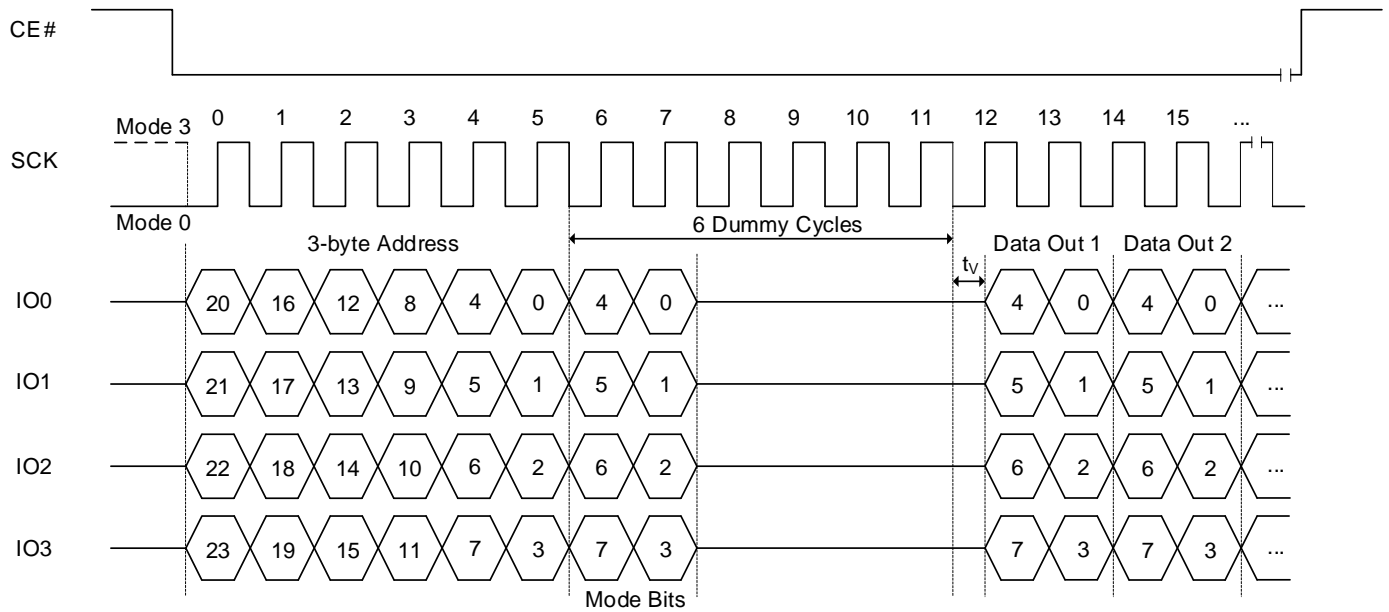 CE#
Mode 3
0 1 2 3 4 5 6 7 8 9 10 11 12 13 14 15 ...
SCK
Mode 0
3-byte Address
6 Dummy Cycles
Data Out 1 Data Out 2
tV
IO0 20 16 12 8 4 0 4 0 4 0 4 0 ...
IO1 21 17 13 9 5 1 5 1 5 1 5 1 ...
IO2 22 18 14 10 6 2 6 2 6 2 6 2 ...
IO3 23 19 15 11 7 3 7 3 7 3 7 3 ...
Mode Bits